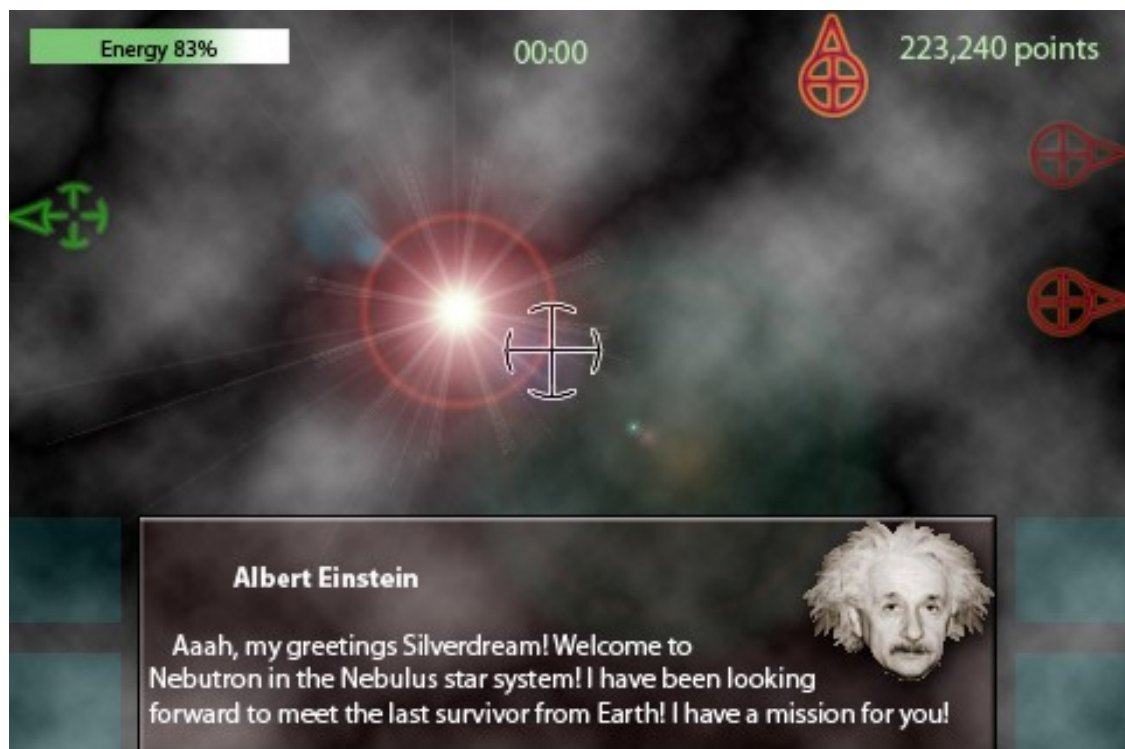 Energy 83%
00:00
223,240 points
Albert Einstein
Aaah, my greetings Silverdream! Welcome to
Nebutron in the Nebulus star system! I have been looking
forward to meet the last survivor from Earth! I have a mission for you!